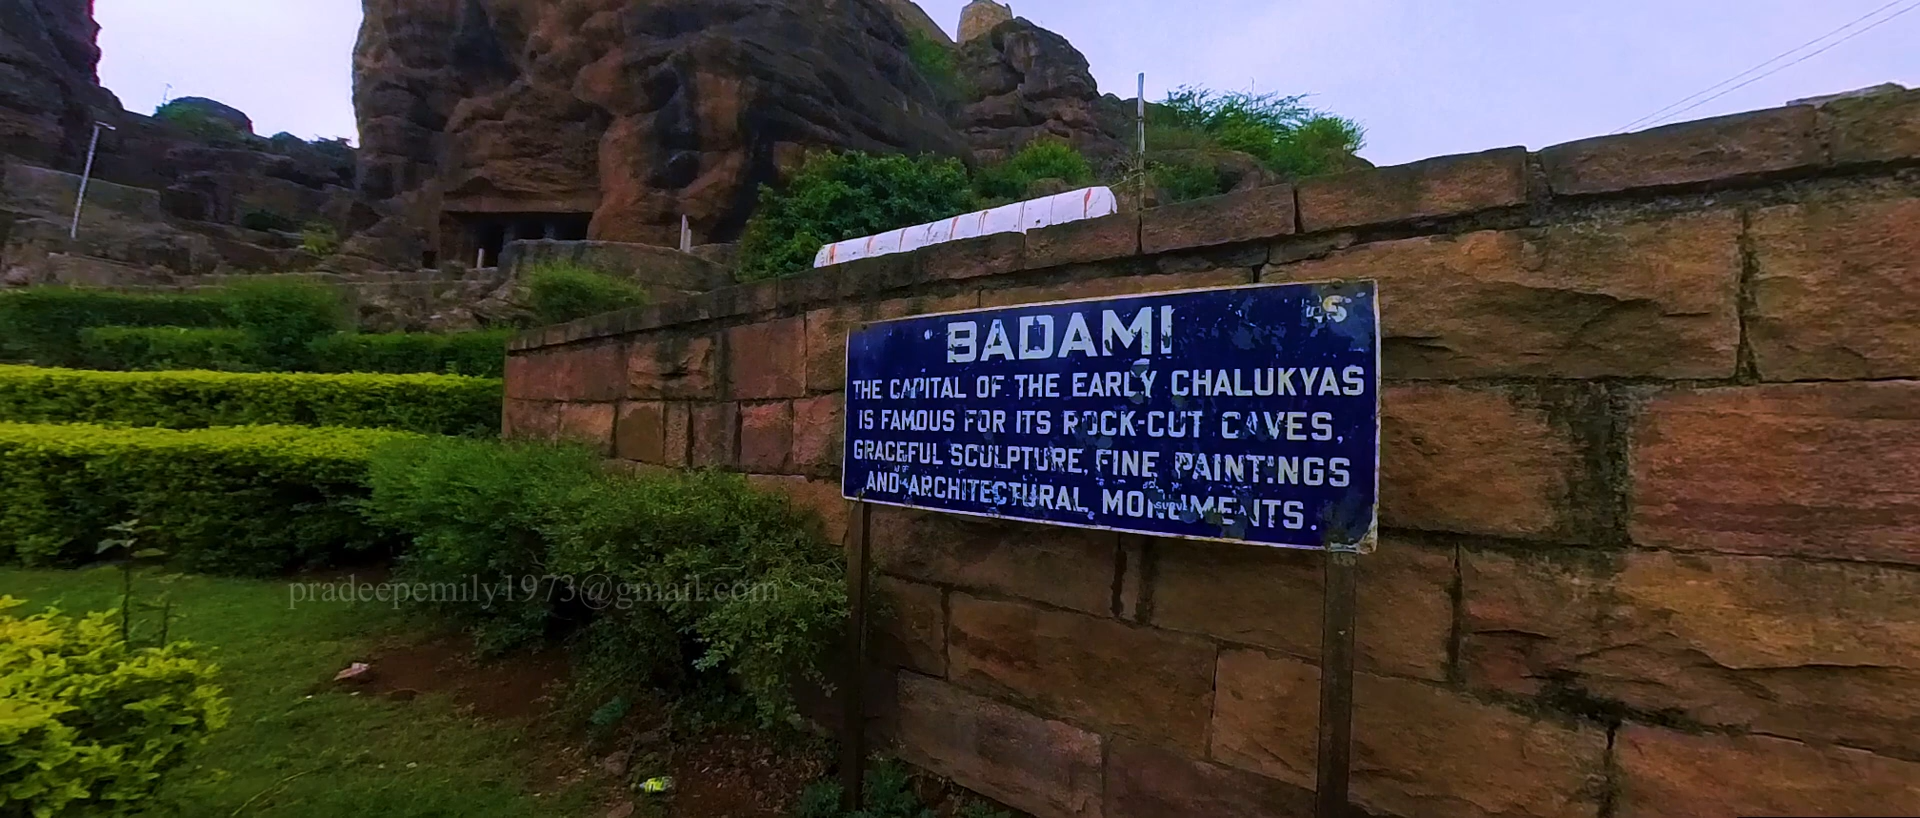 BADAMI
THE CAPITAL OF THE EARLY CHALUKYAS
IS FAMOUS FOR ITS ROCK-CUT CAVES,
GRACEFUL SCULPTURE, FINE PAINTINGS
AND ARCHITECTURAL MONUMENTS.
pradeepemily1973@gmail.com